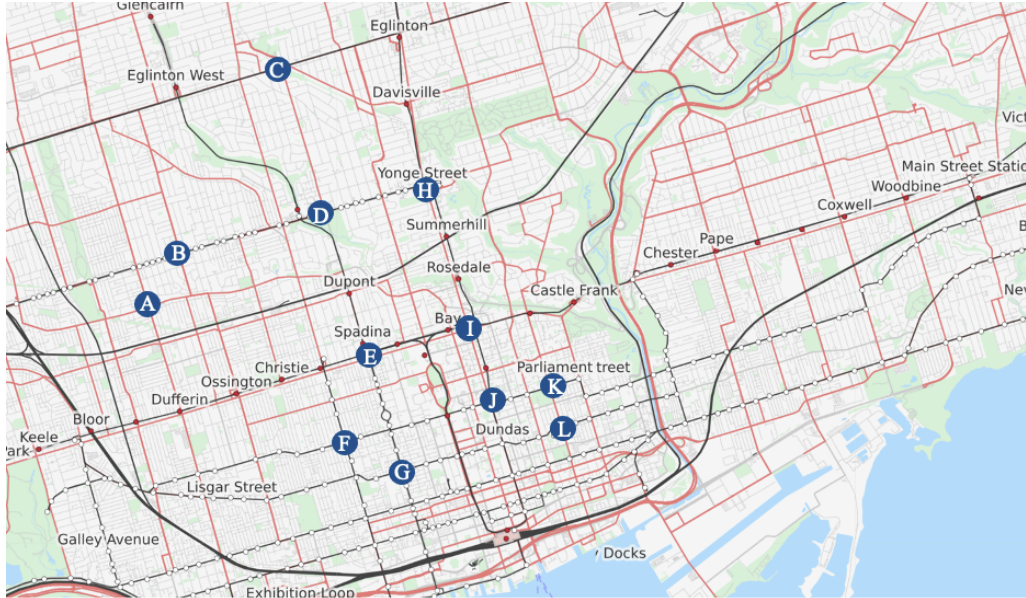 Glencairn
Eglinton
Eglinton West
C
Davisville
Yonge Street
H
D
Summerhill
B
Rosedale
Dupont
A
Castle Frank
Chester
Pape
Coxwell
Woodbine
Main Street Statio
Vict
B
New
Bay
I
Spadina
E
Christie
Ossington
Dufferin
Bloor
Keele
ark
Parliament treet
K
J
L
Dundas
F
G
Lisgar Street
Galley Avenue
y Docks
Exhibition Loop